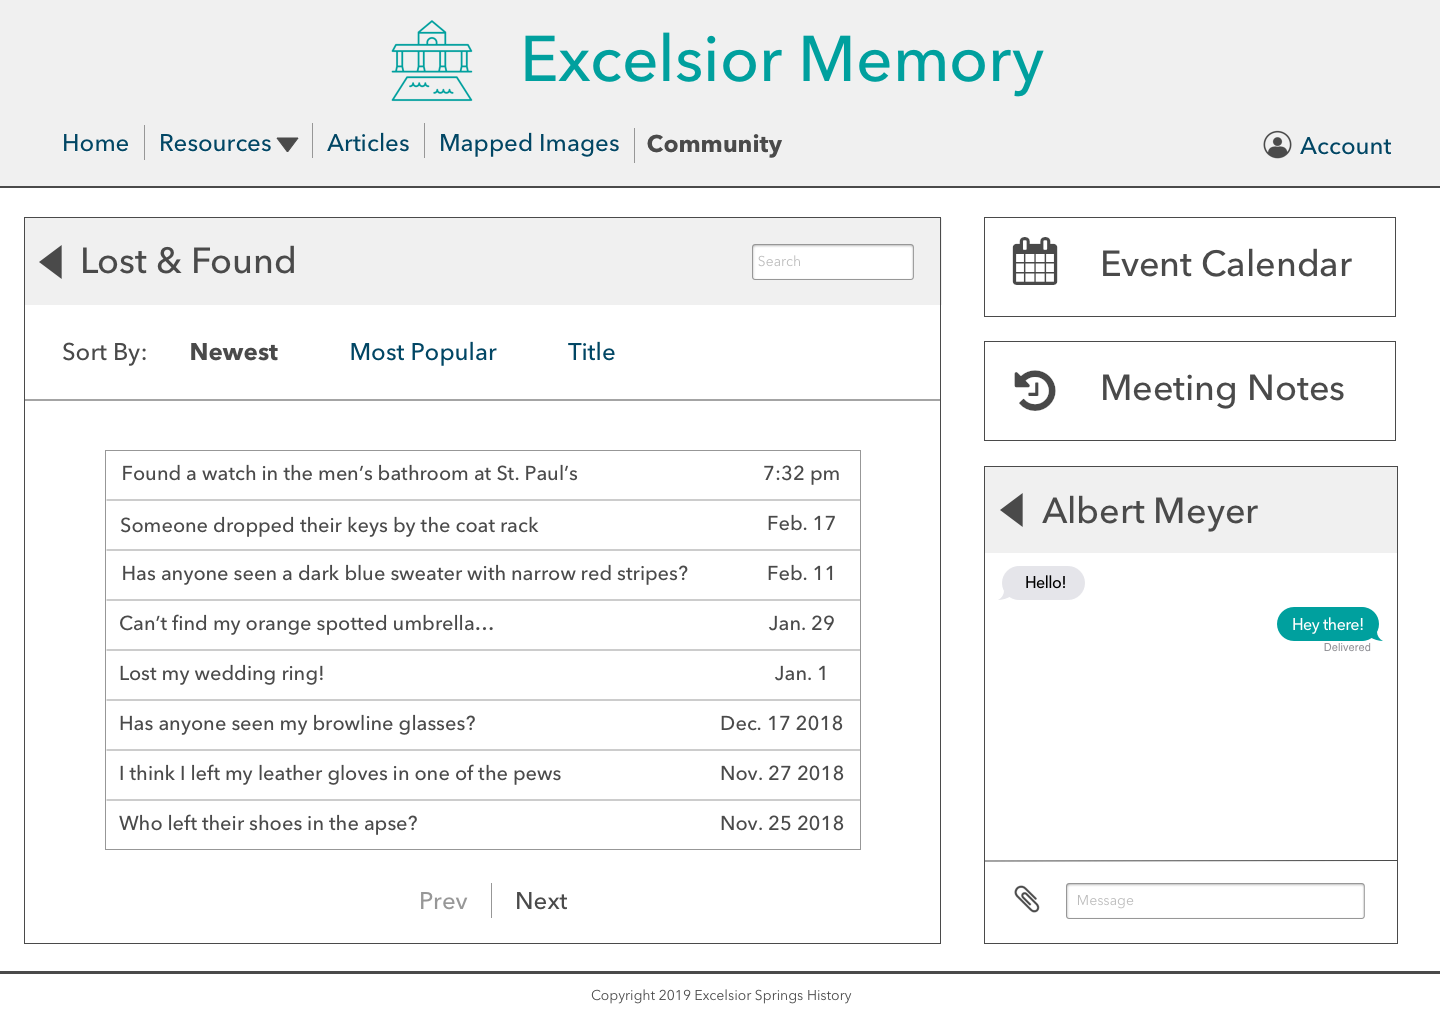 Excelsior Memory
Home
Resources
Articles
Mapped Images
Community
Account
Lost & Found
Search
Sort By:
Newest
Most Popular
Title
Found a watch in the men’s bathroom at St. Paul’s
7:32 pm
Someone dropped their keys by the coat rack
Feb. 17
Has anyone seen a dark blue sweater with narrow red stripes?
Feb. 11
Can’t find my orange spotted umbrella…
Jan. 29
Lost my wedding ring!
Jan. 1
Has anyone seen my browline glasses?
Dec. 17 2018
I think I left my leather gloves in one of the pews
Nov. 27 2018
Who left their shoes in the apse?
Nov. 25 2018
Prev
Next
Event Calendar
Meeting Notes
Albert Meyer
Hello!
Hey there!
Delivered
Message
Copyright 2019 Excelsior Springs History